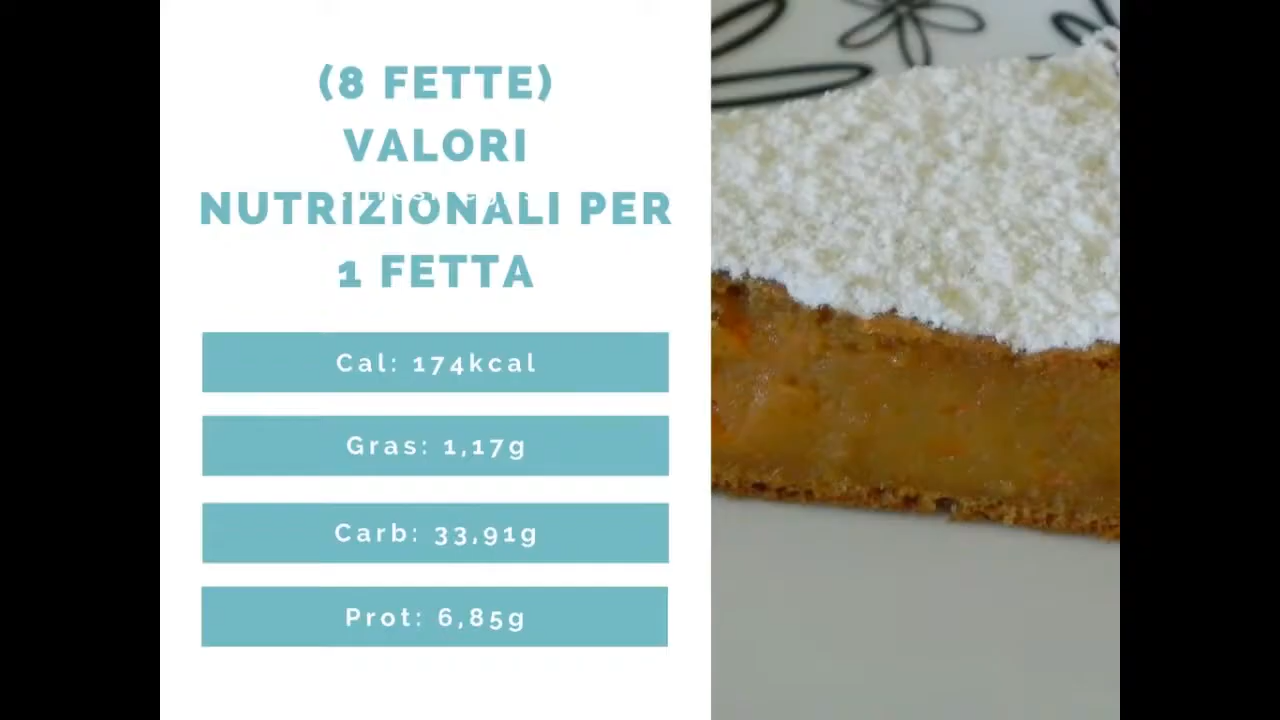 (8 FETTE)
VALORI
NUTRIZIONALI PER
1 FETTA
Cal: 174kcal
Gras: 1,17g
Carb: 33,91g
Prot: 6,85g